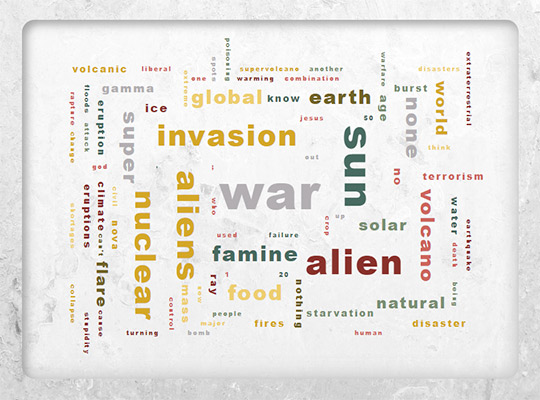 volcanic
liberal
supervolcano
another
disasters
one
warming
combination
gamma
global
know
earth
burst
ice
jesus
so
invasion
think
god
out
no
terrorism
war
up
solar
used
failure
famine
alien
1
20
food
natural
people
starvation
major
fires
disaster
turning
bomb
human
rapture
change
floods
attack
eruption
super
extreme
spots
poisoning
warfare
age
none
world
extraterrestrial
sun
aliens
nuclear
civil
nova
climate
can't
eruptions
flare
cause
collapse
stupidity
control
mass
new
ray
who
nothing
crop
volcano
water
death
earthquake
being